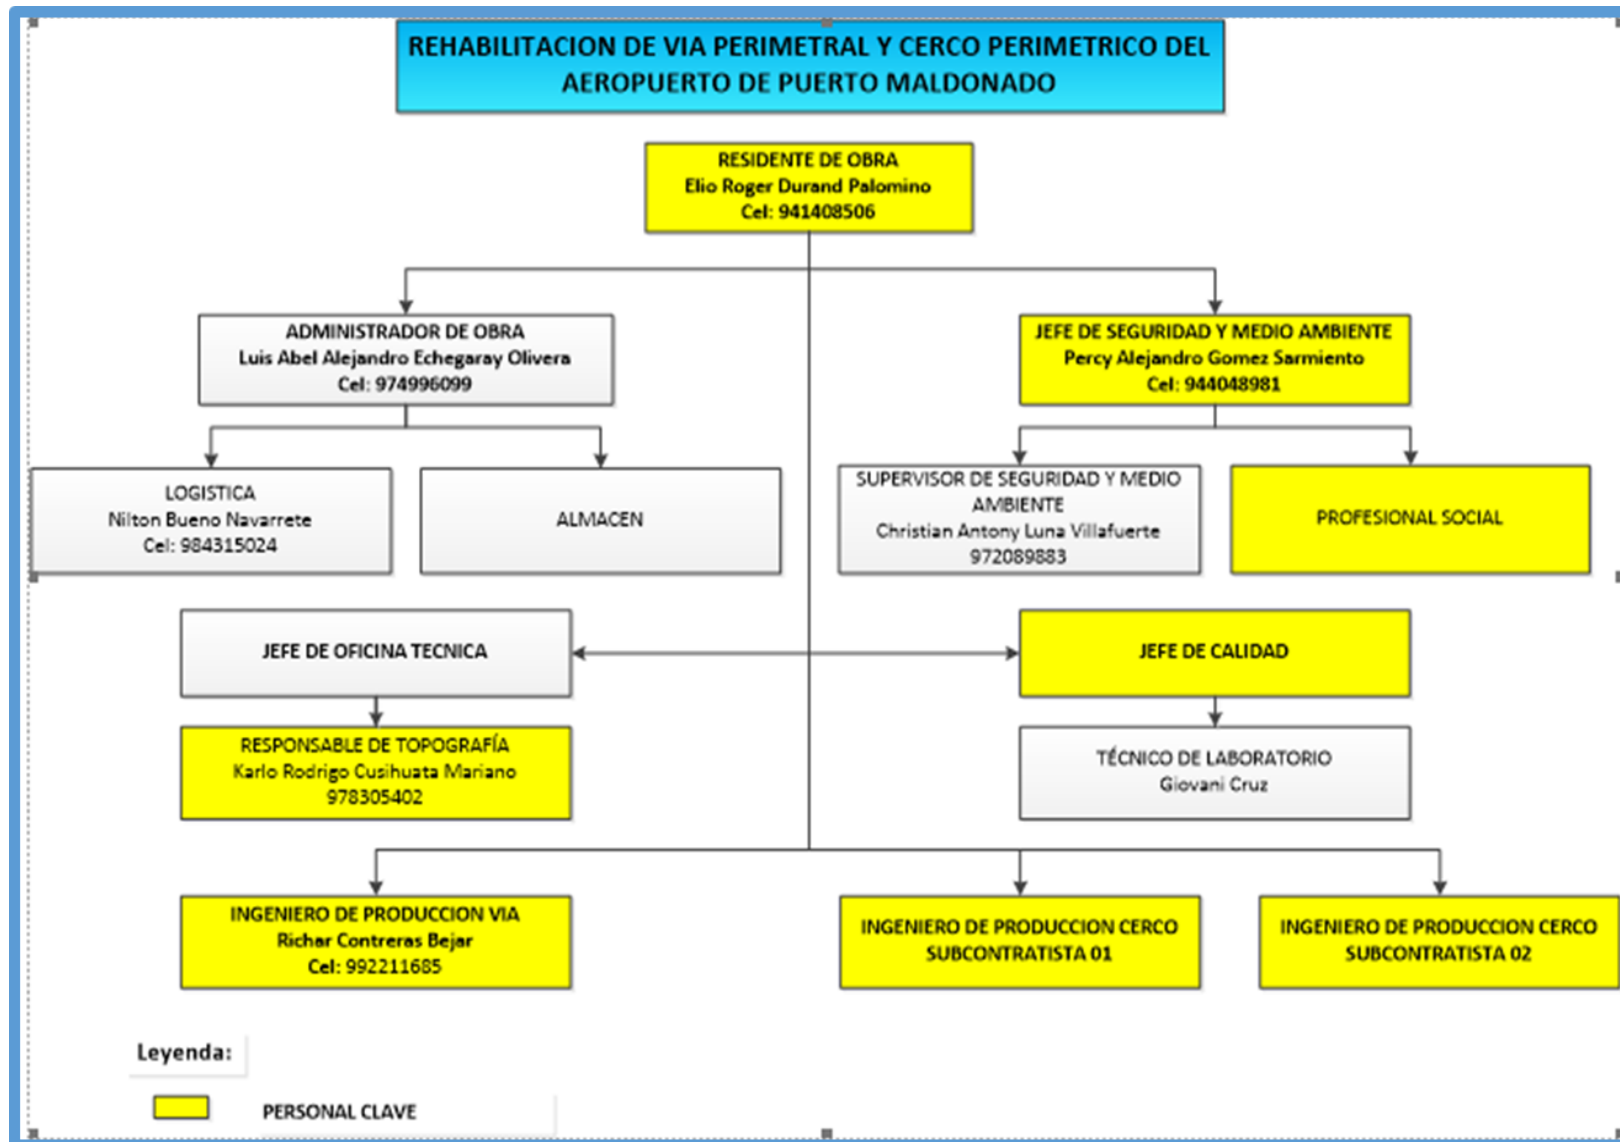 REHABILITACION DE VIA PERIMETRAL Y CERCO PERIMETRICO DEL
AEROPUERTO DE PUERTO MALDONADO
RESIDENTE DE OBRA
Elio Roger Durand Palomino
Cel: 941408506
ADMINISTRADOR DE OBRA
Luis Abel Alejandro Echegaray Olivera
Cel: 974996099
JEFE DE SEGURIDAD Y MEDIO AMBIENTE
Percy Alejandro Gomez Sarmiento
Cel: 944048981
LOGISTICA
Nilton Bueno Navarrete
Cel: 984315024
ALMACEN
SUPERVISOR DE SEGURIDAD Y MEDIO
AMBIENTE
Christian Antony Luna Villafuerte
972089883
PROFESIONAL SOCIAL
JEFE DE OFICINA TECNICA
JEFE DE CALIDAD
RESPONSABLE DE TOPOGRAFÍA
Karlo Rodrigo Cusihuata Mariano
978305402
TÉCNICO DE LABORATORIO
Giovani Cruz
INGENIERO DE PRODUCCION VIA
Richar Contreras Bejar
Cel: 992211685
INGENIERO DE PRODUCCION CERCO
SUBCONTRATISTA 01
INGENIERO DE PRODUCCION CERCO
SUBCONTRATISTA 02
Leyenda:
PERSONAL CLAVE